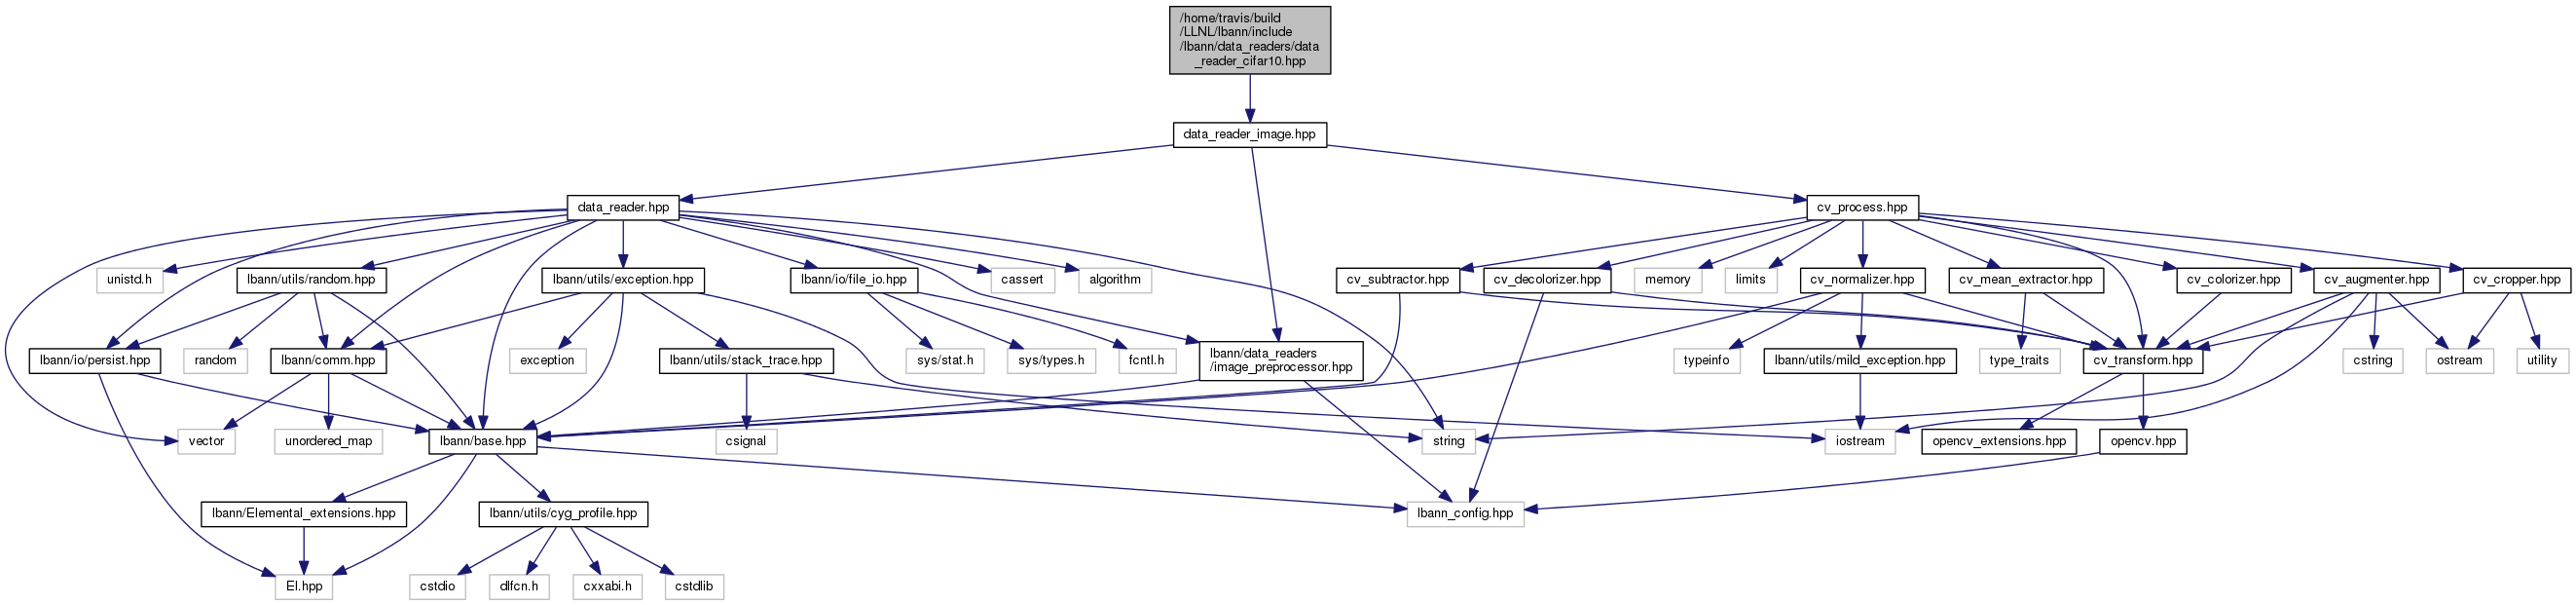 /home/travis/build
/LLNL/lbann/include
/lbann/data_readers/data
_reader_cifar10.hpp
data_reader_image.hpp
data_reader.hpp
cv_process.hpp
unistd.h
lbann/utils/random.hpp
lbann/utils/exception.hpp
lbann/io/file_io.hpp
cassert
algorithm
cv_subtractor.hpp
cv_decolorizer.hpp
memory
limits
cv_normalizer.hpp
cv_mean_extractor.hpp
cv_colorizer.hpp
cv_augmenter.hpp
cv_cropper.hpp
lbann/io/persist.hpp
random
lbann/comm.hpp
exception
lbann/utils/stack_trace.hpp
sys/stat.h
sys/types.h
fcntl.h
lbann/data_readers
/image_preprocessor.hpp
typeinfo
lbann/utils/mild_exception.hpp
type_traits
cv_transform.hpp
cstring
ostream
utility
vector
unordered_map
lbann/base.hpp
csignal
string
iostream
opencv_extensions.hpp
opencv.hpp
lbann/Elemental_extensions.hpp
lbann/utils/cyg_profile.hpp
lbann_config.hpp
El.hpp
cstdio
dlfcn.h
cxxabi.h
cstdlib